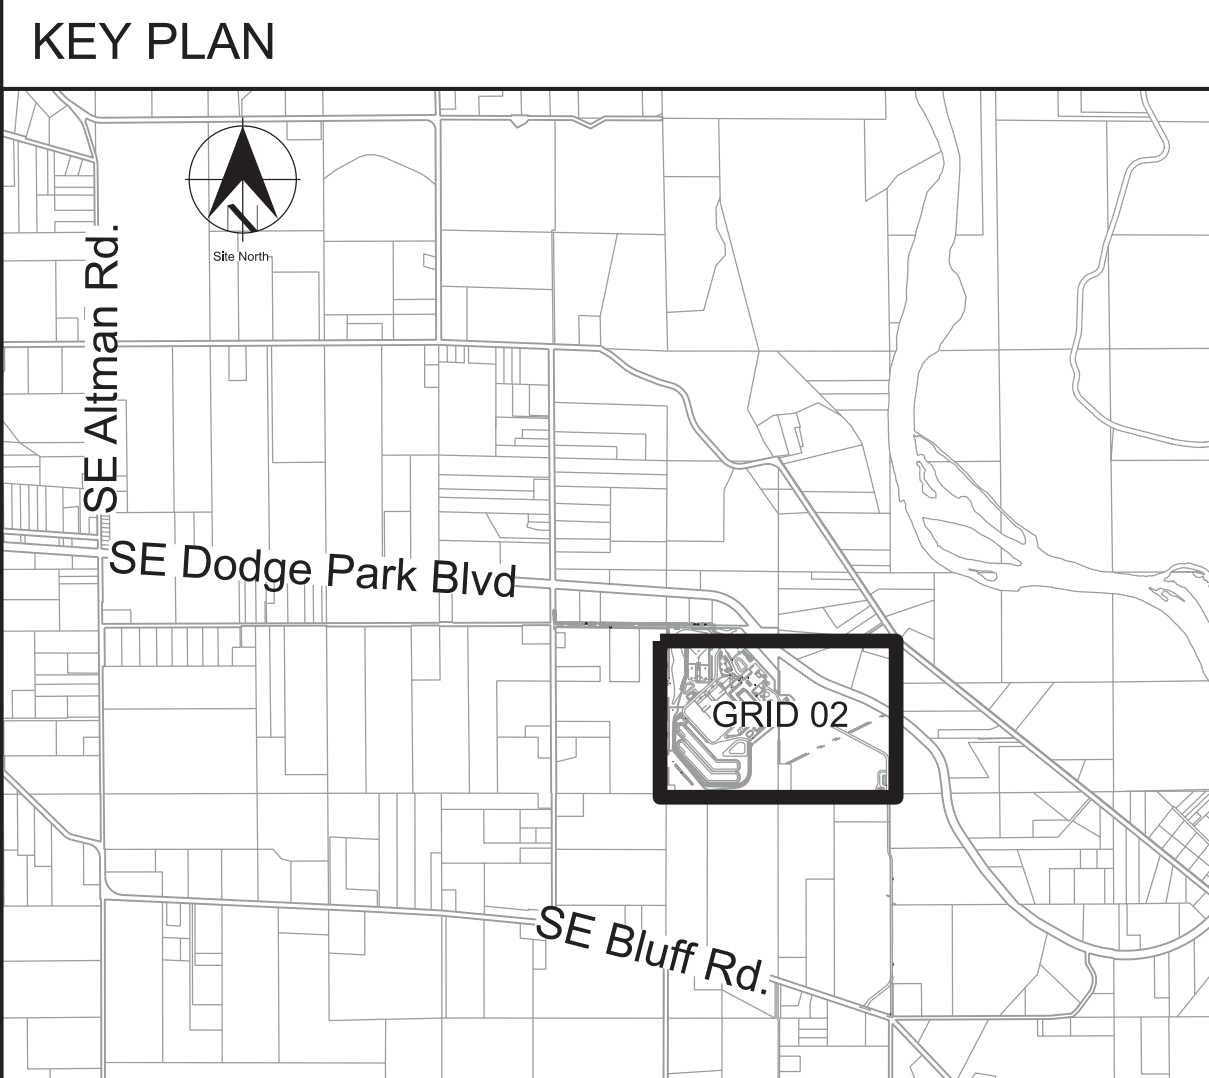 KEY PLAN
Site North
SE Altman Rd.
SE Dodge Park Blvd
GRID 02
SE Bluff Rd.